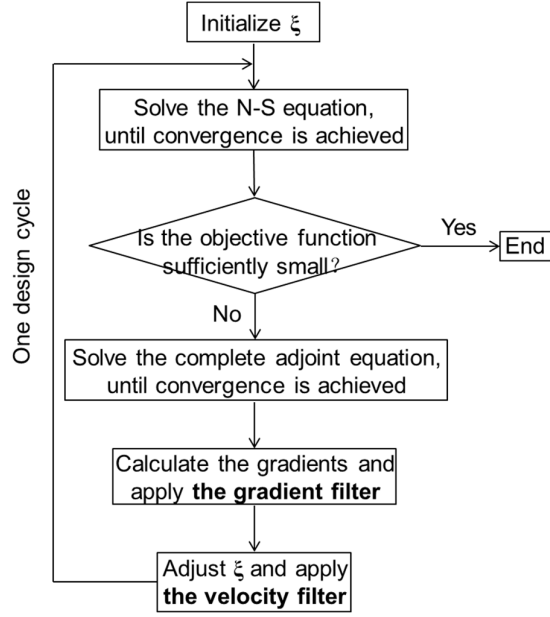 Initialize ξ
Solve the N-S equation,
until convergence is achieved
Is the objective function
sufficiently small?
Yes
End
No
Solve the complete adjoint equation,
until convergence is achieved
Calculate the gradients and
apply the gradient filter
Adjust ξ and apply
the velocity filter
One design cycle